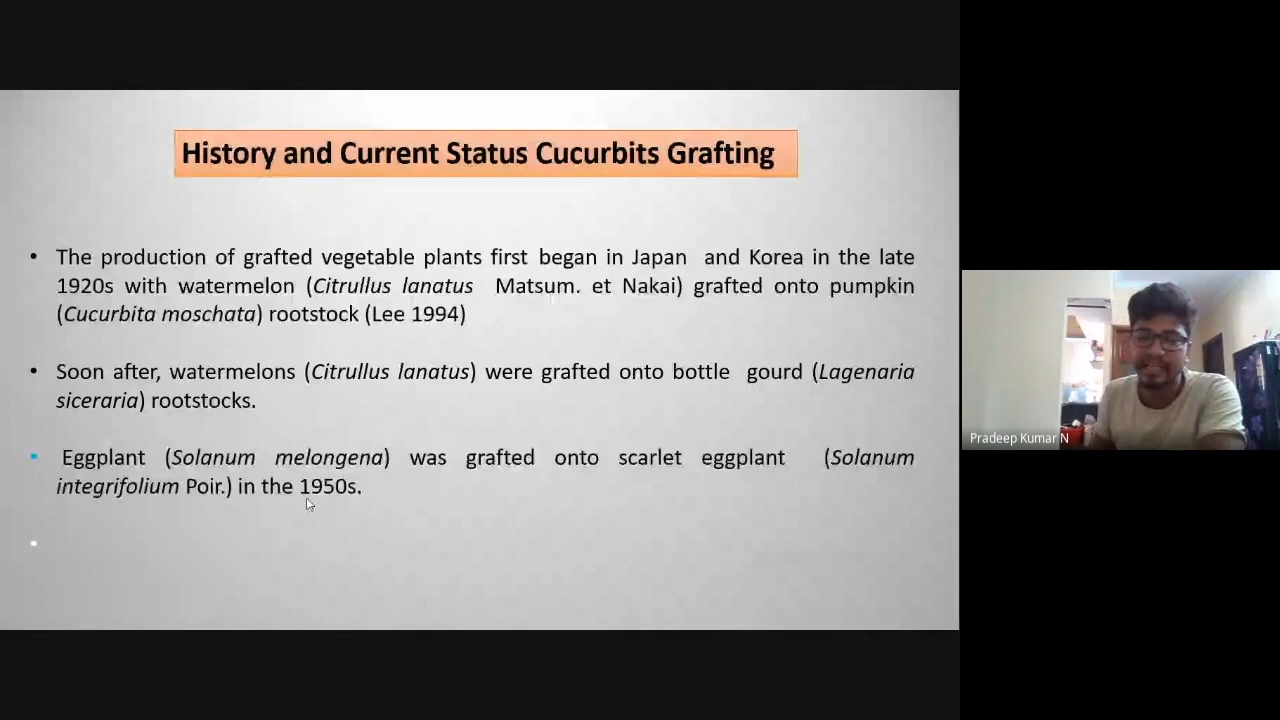 History and Current Status Cucurbits Grafting
• The production of grafted vegetable plants first began in Japan and Korea in the late
1920s with watermelon (Citrullus lanatus Matsum. et Nakai) grafted onto pumpkin
(Cucurbita moschata) rootstock (Lee 1994)
• Soon after, watermelons (Citrullus lanatus) were grafted onto bottle gourd (Lagenaria
siceraria) rootstocks.
▪ Eggplant (Solanum melongena) was grafted onto scarlet eggplant (Solanum
integrifolium Poir.) in the 1950s.
Pradeep Kumar N